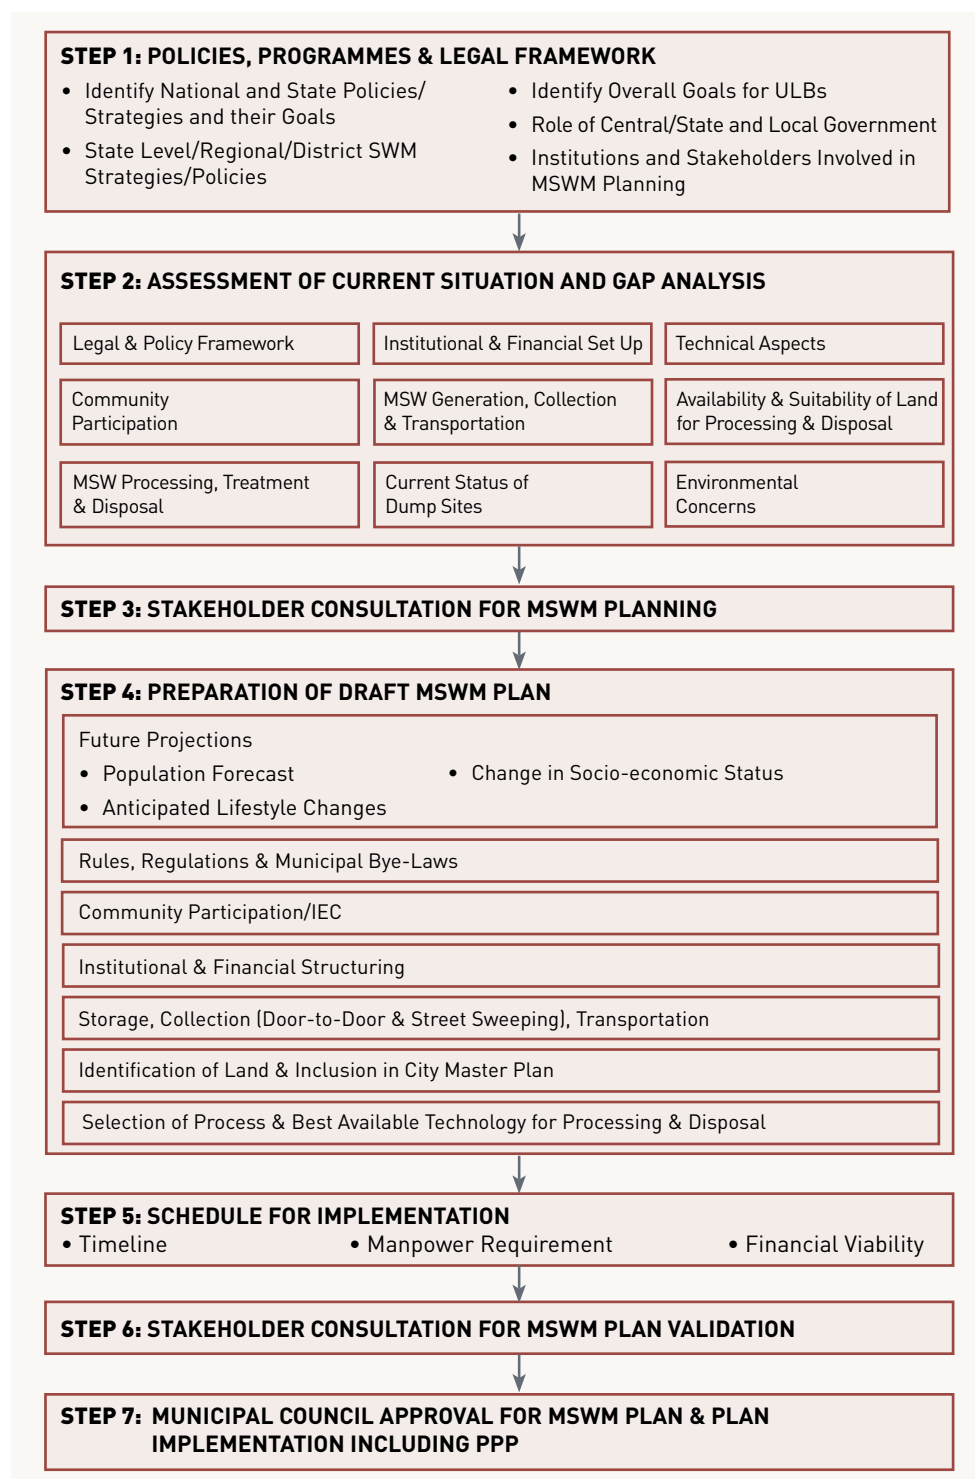 STEP 1: POLICIES, PROGRAMMES & LEGAL FRAMEWORK
• Identify National and State Policies/
Strategies and their Goals
• State Level/Regional/District SWM
Strategies/Policies
• Identify Overall Goals for ULBs
• Role of Central/State and Local Government
• Institutions and Stakeholders Involved in
MSWM Planning
STEP 2: ASSESSMENT OF CURRENT SITUATION AND GAP ANALYSIS
Legal & Policy Framework
Institutional & Financial Set Up
Technical Aspects
Community
Participation
MSW Generation, Collection
& Transportation
Availability & Suitability of Land
for Processing & Disposal
MSW Processing, Treatment
& Disposal
Current Status of
Dump Sites
Environmental
Concerns
STEP 3: STAKEHOLDER CONSULTATION FOR MSWM PLANNING
STEP 4: PREPARATION OF DRAFT MSWM PLAN
Future Projections
• Population Forecast
• Anticipated Lifestyle Changes
• Change in Socio-economic Status
Rules, Regulations & Municipal Bye-Laws
Community Participation/IEC
Institutional & Financial Structuring
Storage, Collection (Door-to-Door & Street Sweeping), Transportation
Identification of Land & Inclusion in City Master Plan
Selection of Process & Best Available Technology for Processing & Disposal
STEP 5: SCHEDULE FOR IMPLEMENTATION
• Timeline • Manpower Requirement • Financial Viability
STEP 6: STAKEHOLDER CONSULTATION FOR MSWM PLAN VALIDATION
STEP 7: MUNICIPAL COUNCIL APPROVAL FOR MSWM PLAN & PLAN
IMPLEMENTATION INCLUDING PPP